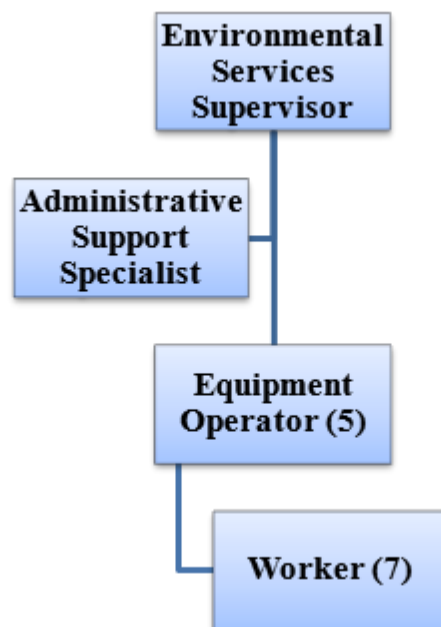 Environmental
Services
Supervisor
Administrative
Support
Specialist
Equipment
Operator (5)
Worker (7)